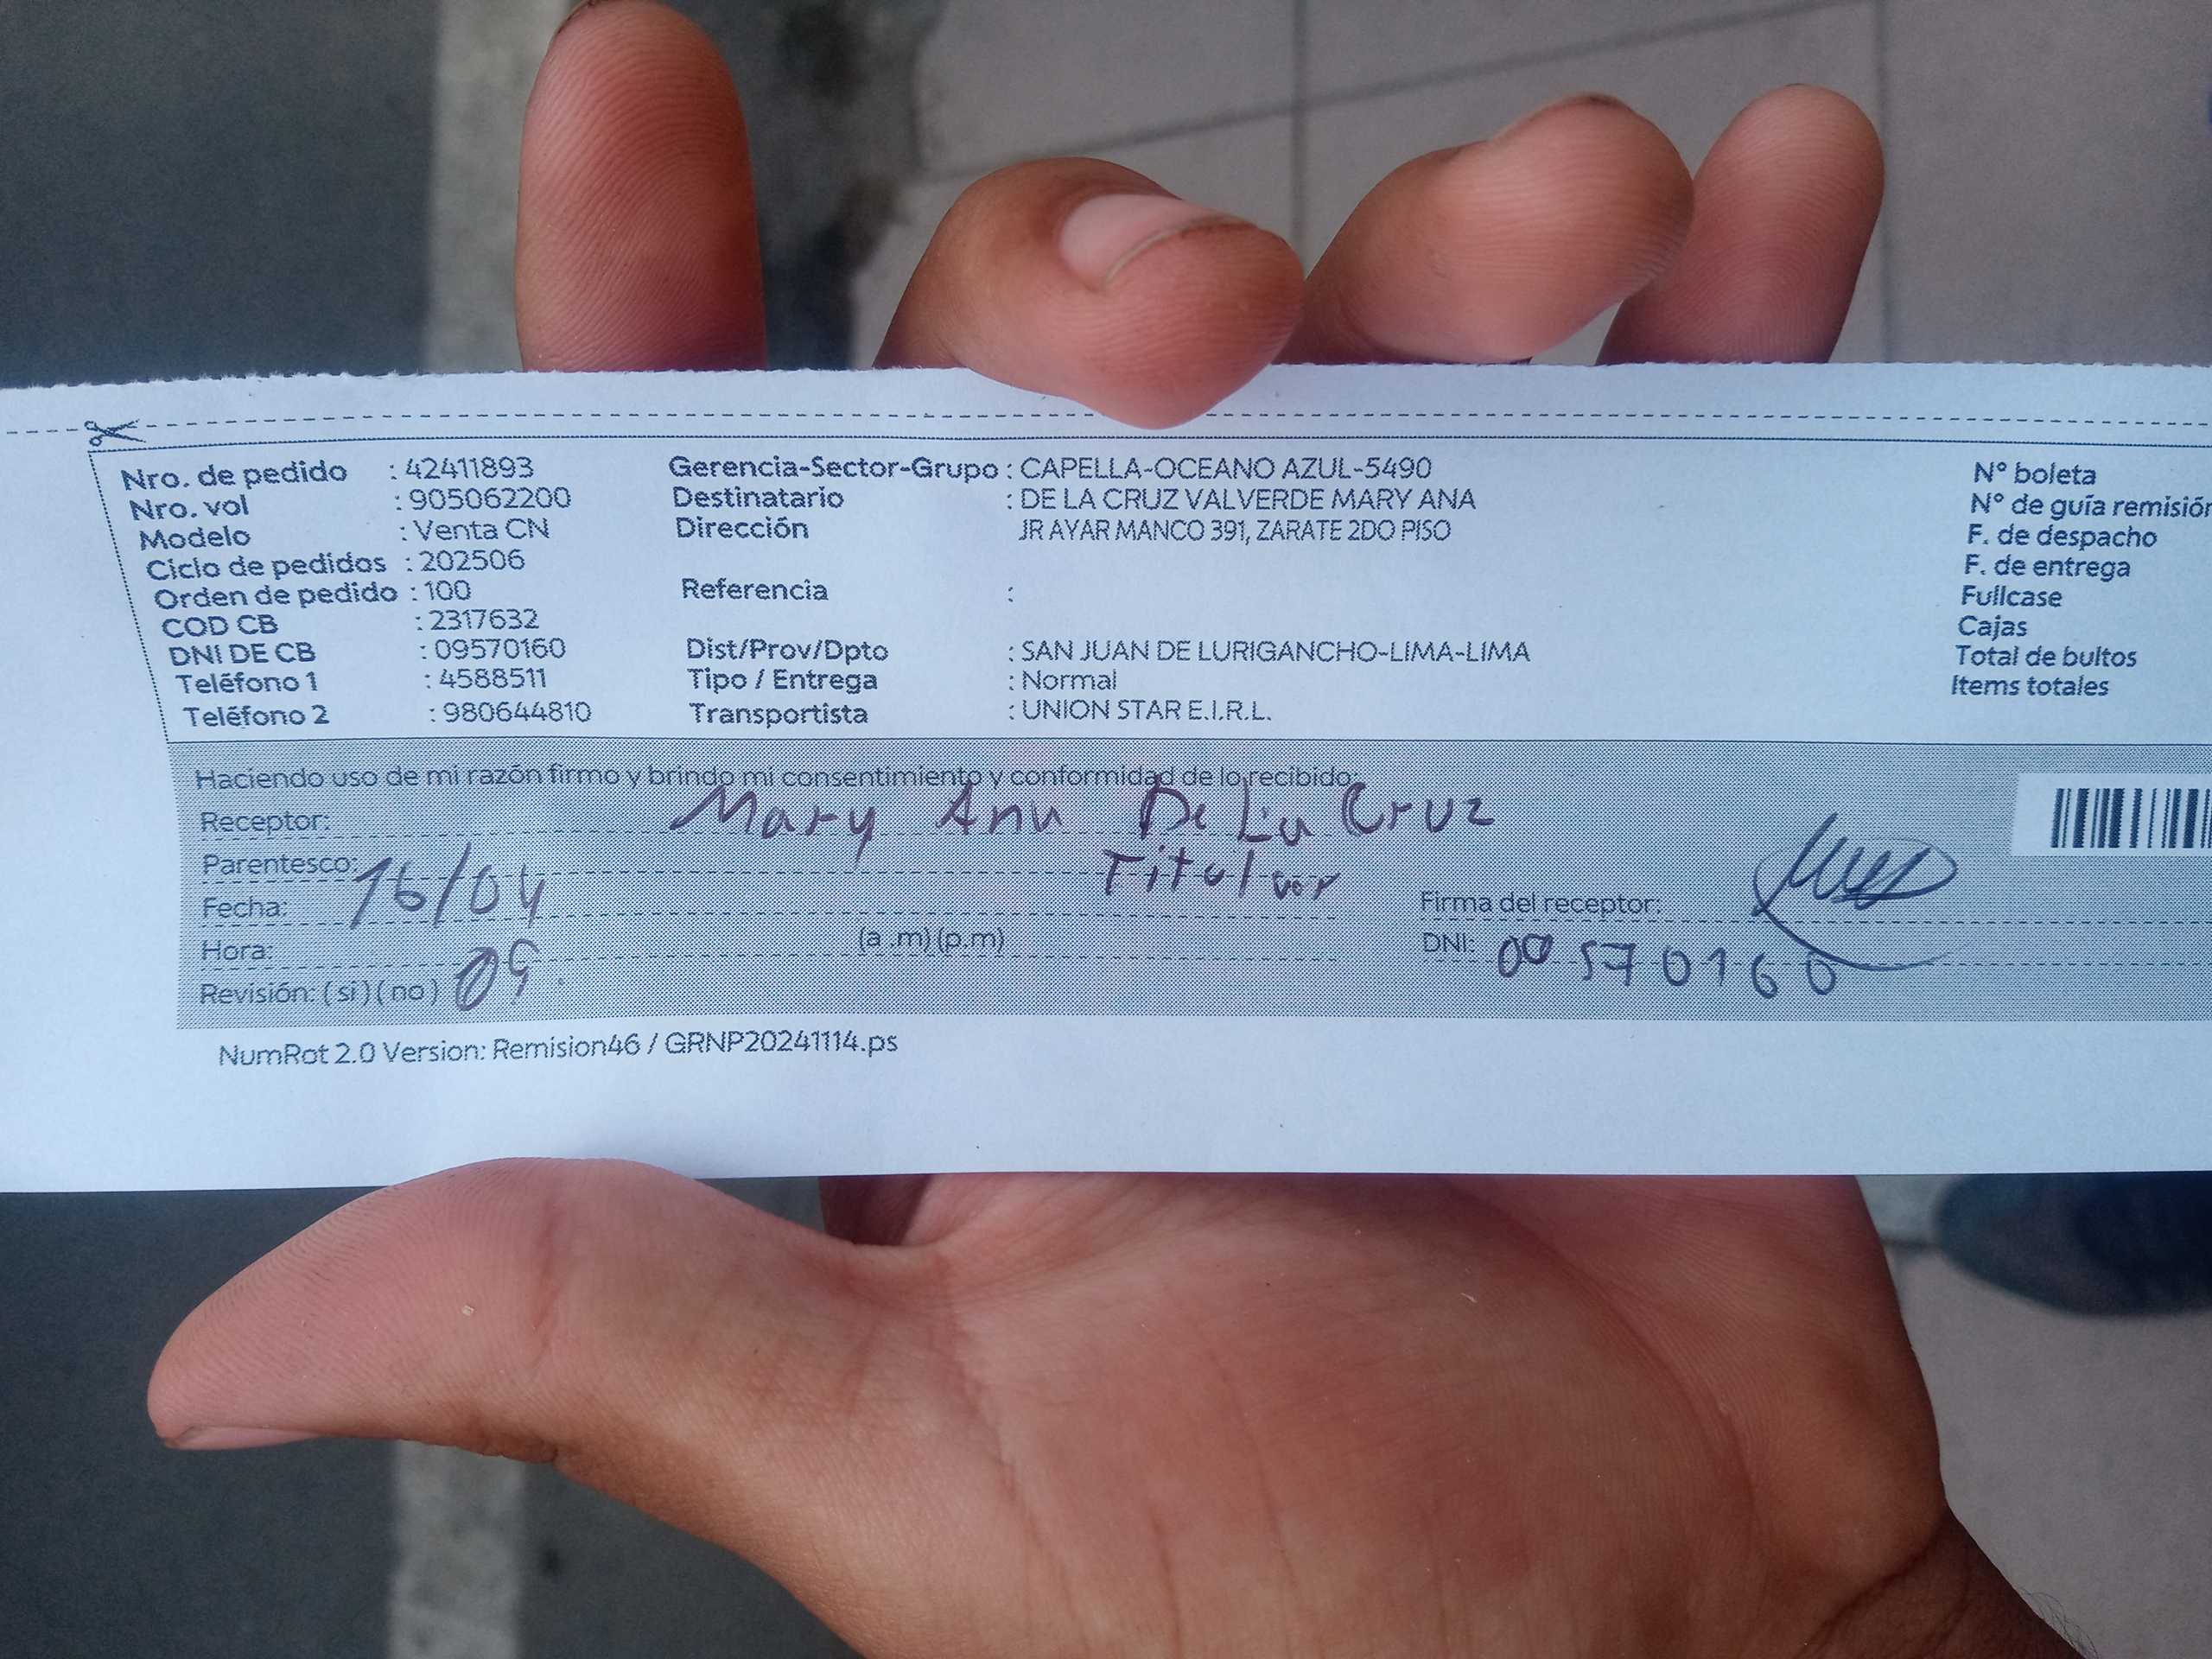 Nro. de pedido : 42411893
Nro. vol : 905062200
Modelo : Venta CN
Ciclo de pedidos : 202506
Orden de pedido : 100
COD CB : 2317632
DNI DE CB : 09570160
Teléfono 1 : 4588511
Teléfono 2 : 980644810
Gerencia-Sector-Grupo : CAPELLA-OCEANO AZUL-5490
Destinatario : DE LA CRUZ VALVERDE MARY ANA
Dirección JR AYAR MANCO 391, ZARATE 2DO PISO
Referencia :
Dist/Prov/Dpto : SAN JUAN DE LURIGANCHO-LIMA-LIMA
Tipo / Entrega : Normal
Transportista : UNION STAR E.I.R.L.
N° boleta
N° de guía remisión
F. de despacho
F. de entrega
Fullcase
Cajas
Total de bultos
Items totales
Haciendo uso de mi razón firmo y brindo mi consentimiento y conformidad de lo recibido:
Receptor: Mary Ana De La Cruz
Parentesco: Titular
Fecha: 16/04
Hora: (a .m) (p.m)
Revisión: ( si ) ( no )
Firma del receptor:
DNI: 570160
NumRot 2.0 Version: Remision46 / GRNP20241114.ps